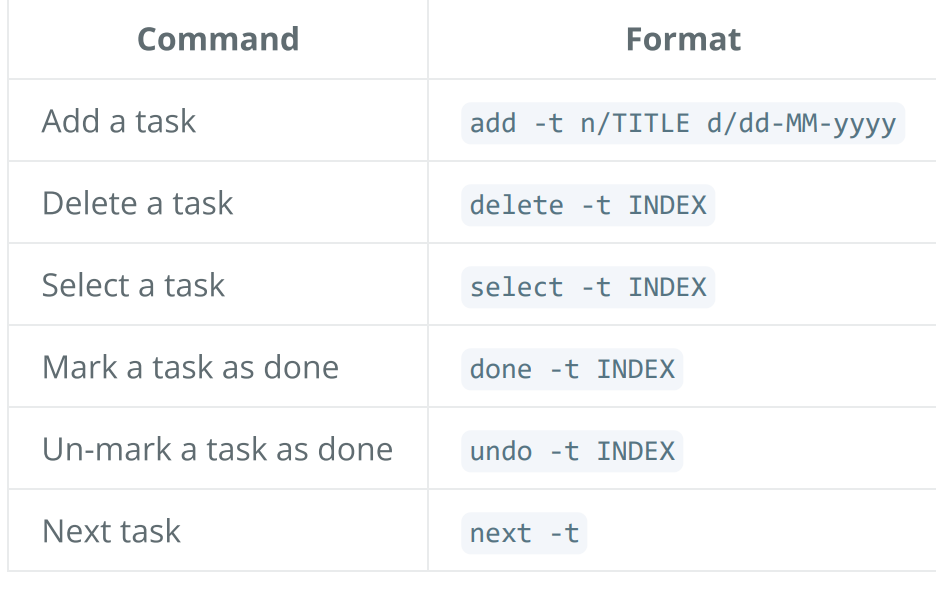 Command Format
Add a task add -t n/TITLE d/dd-MM-yyyy
Delete a task delete -t INDEX
Select a task select -t INDEX
Mark a task as done done -t INDEX
Un-mark a task as done undo -t INDEX
Next task next -t